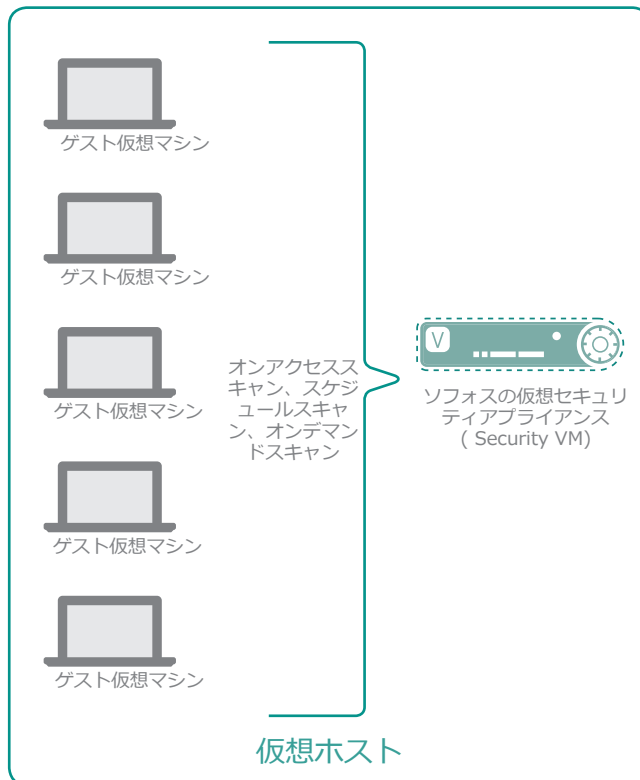 ゲスト仮想マシン
ゲスト仮想マシン
ゲスト仮想マシン
ゲスト仮想マシン
ゲスト仮想マシン
オンアクセスス
キャン、スケジ
ュールスキャ
ン、オンデマン
ドスキャン
V
ソフォスの仮想セキュリ
ティアプライアンス
( Security VM)
仮想ホスト